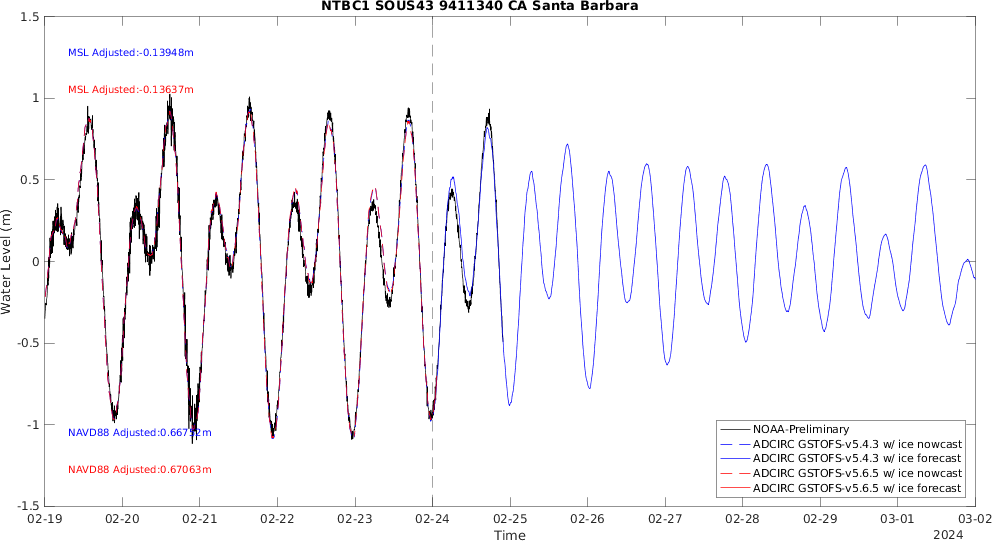 NTBC1 SOUS43 9411340 CA Santa Barbara
1.5
MSL Adjusted:-0.13948m
MSL Adjusted:-0.13637m
1
0.5
0
Water Level (m)
-0.5
-1
NAVD88 Adjusted:0.66752m
NAVD88 Adjusted:0.67063m
-1.5
NOAA-Preliminary
ADCIRC GSTOFS-v5.4.3 w/ ice nowcast
ADCIRC GSTOFS-v5.4.3 w/ ice forecast
ADCIRC GSTOFS-v5.6.5 w/ ice nowcast
ADCIRC GSTOFS-v5.6.5 w/ ice forecast
02-19 02-20 02-21 02-22 02-23 02-24 02-25 02-26 02-27 02-28 02-29 03-01 03-02
Time
2024